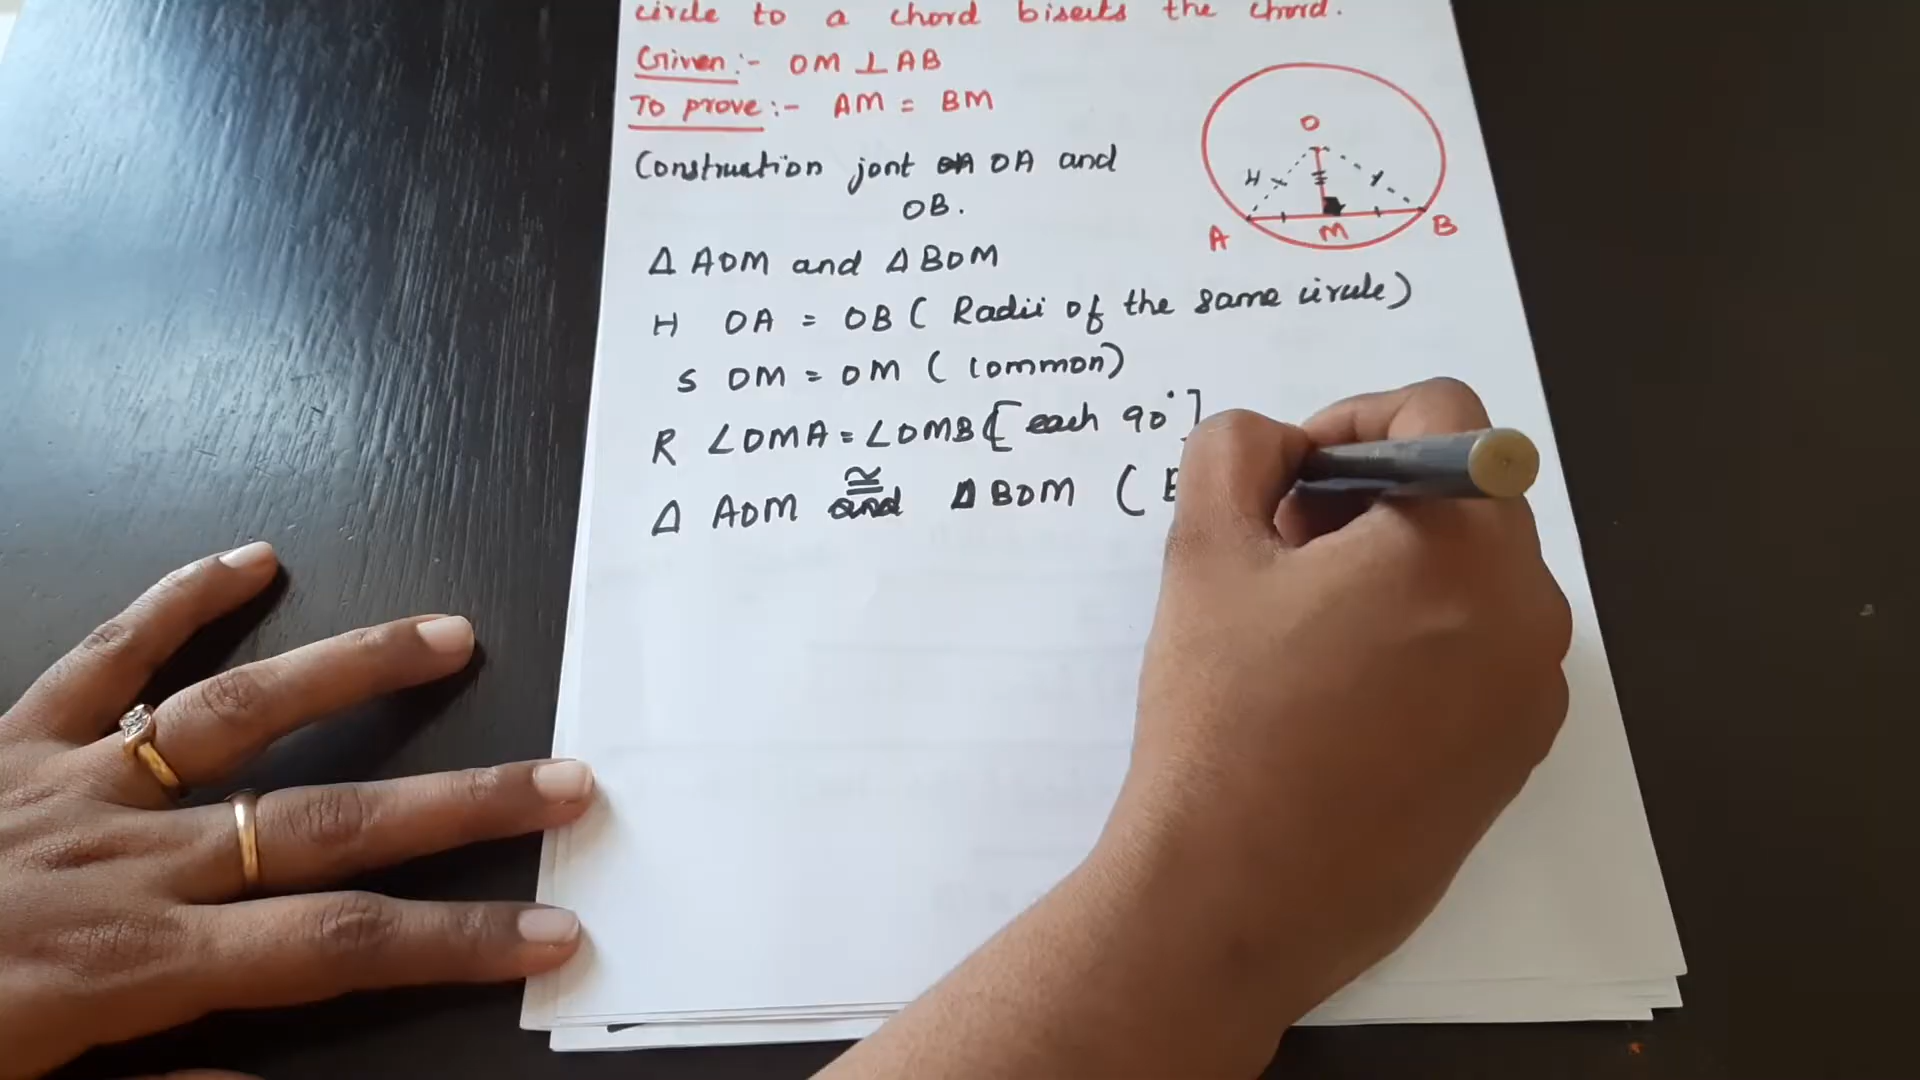 circle to a chord bisects the chord.
Given:- OM ⊥ AB
To prove:- AM = BM
O
H
A
M
B
Construction jont OA and
OB.
Δ AOM and Δ BOM
H OA = OB ( Radii of the same circle)
S OM = OM ( common)
R ∠OMA = ∠OMB [ each 90° ]
Δ AOM ≅ Δ BOM (